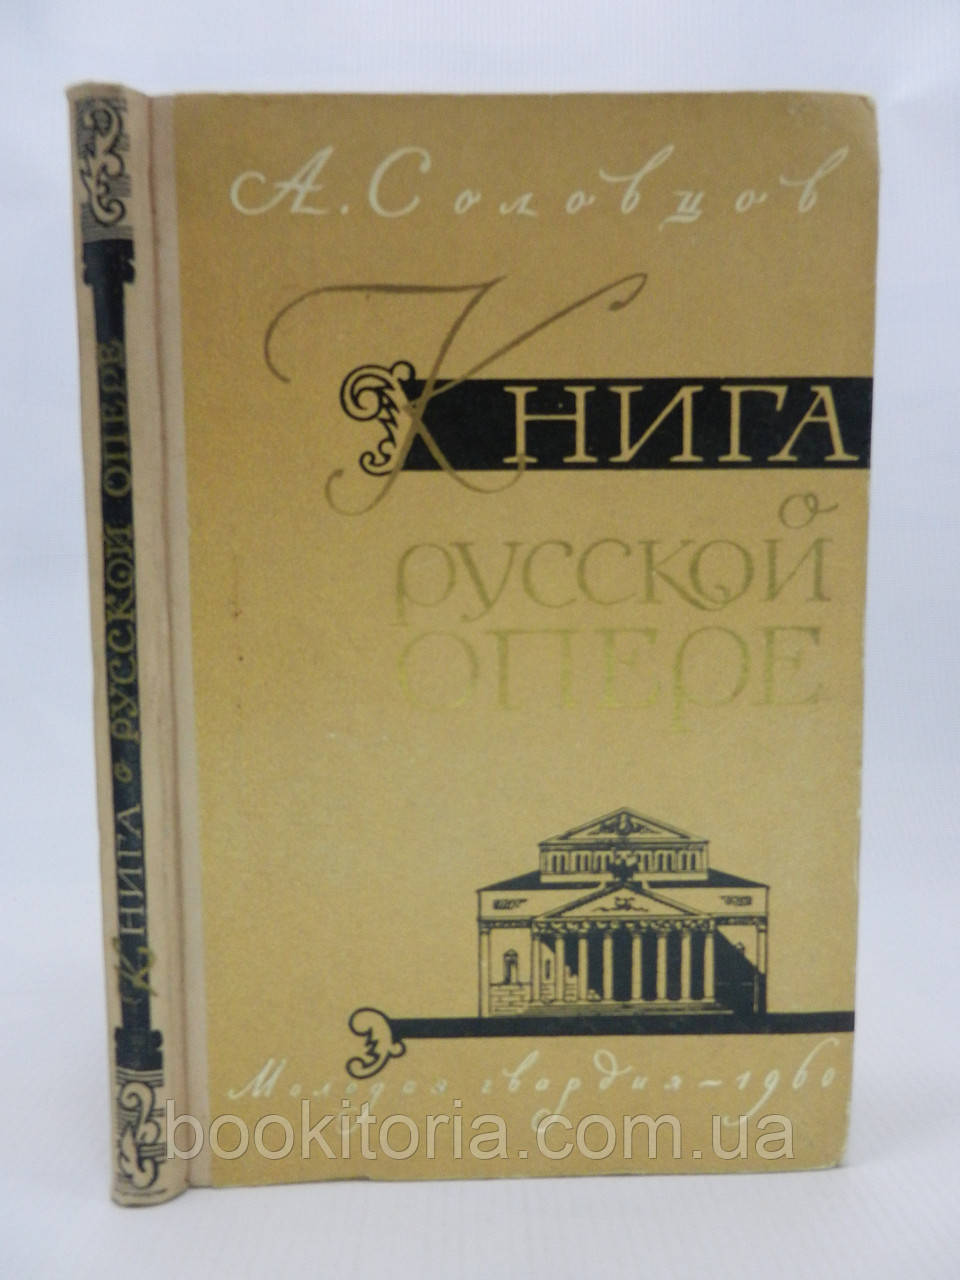 А. Соловцов
Книга
о
русской
опере
Молодая гвардия - 1960
Книга о русской опере
bookitoria.com.ua